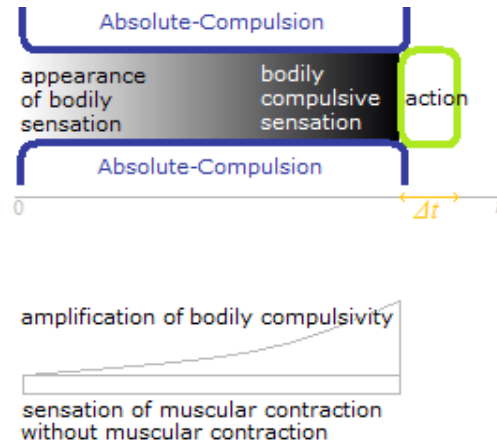 Absolute-Compulsion
appearance
of bodily
sensation
bodily
compulsive
sensation
action
Absolute-Compulsion
0
Δt
amplification of bodily compulsivity
sensation of muscular contraction
without muscular contraction